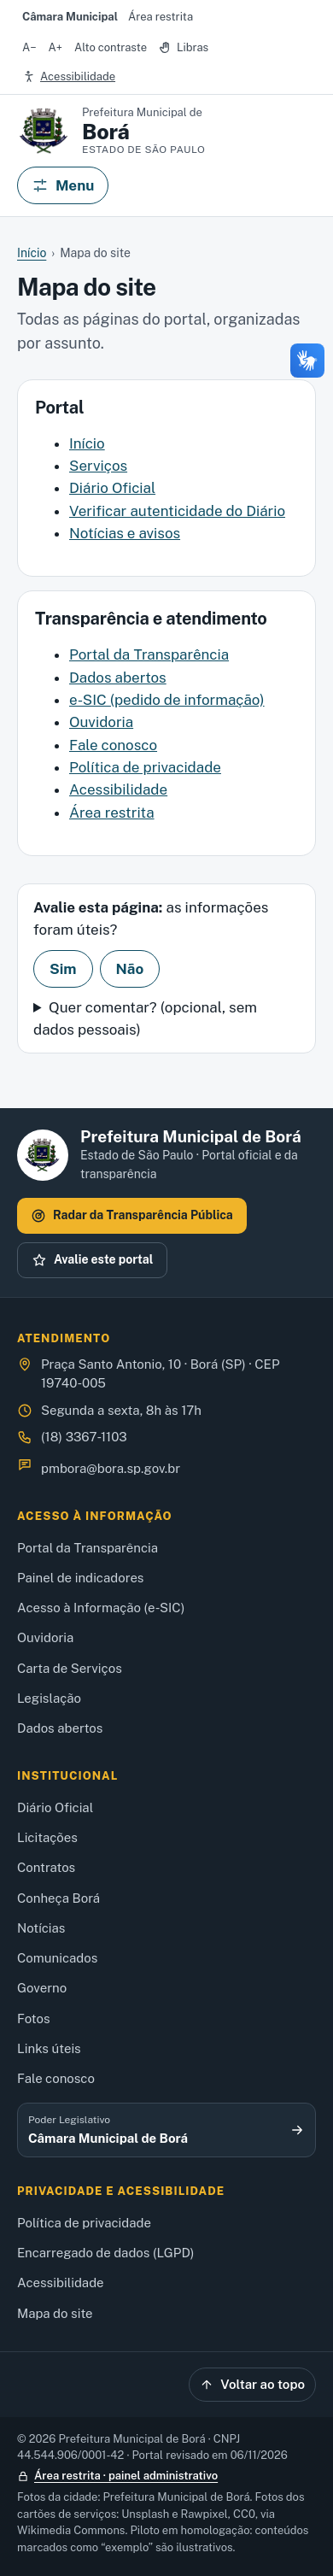 Câmara Municipal Área restrita
A− A+ Alto contraste Libras
Acessibilidade
Prefeitura Municipal de
Borá
ESTADO DE SÃO PAULO
Menu
Início › Mapa do site
Mapa do site
Todas as páginas do portal, organizadas
por assunto.
Portal
• Início
• Serviços
• Diário Oficial
• Verificar autenticidade do Diário
• Notícias e avisos
Transparência e atendimento
• Portal da Transparência
• Dados abertos
• e-SIC (pedido de informação)
• Ouvidoria
• Fale conosco
• Política de privacidade
• Acessibilidade
• Área restrita
Avalie esta página: as informações
foram úteis?
Sim Não
▶ Quer comentar? (opcional, sem
dados pessoais)
Prefeitura Municipal de Borá
Estado de São Paulo · Portal oficial e da
transparência
Radar da Transparência Pública
Avalie este portal
ATENDIMENTO
Praça Santo Antonio, 10 · Borá (SP) · CEP
19740-005
Segunda a sexta, 8h às 17h
(18) 3367-1103
pmbora@bora.sp.gov.br
ACESSO À INFORMAÇÃO
Portal da Transparência
Painel de indicadores
Acesso à Informação (e-SIC)
Ouvidoria
Carta de Serviços
Legislação
Dados abertos
INSTITUCIONAL
Diário Oficial
Licitações
Contratos
Conheça Borá
Notícias
Comunicados
Governo
Fotos
Links úteis
Fale conosco
Poder Legislativo
Câmara Municipal de Borá
PRIVACIDADE E ACESSIBILIDADE
Política de privacidade
Encarregado de dados (LGPD)
Acessibilidade
Mapa do site
Voltar ao topo
© 2026 Prefeitura Municipal de Borá · CNPJ
44.544.906/0001-42 · Portal revisado em 06/11/2026
Área restrita · painel administrativo
Fotos da cidade: Prefeitura Municipal de Borá. Fotos dos
cartões de serviços: Unsplash e Rawpixel, CC0, via
Wikimedia Commons. Piloto em homologação: conteúdos
marcados como “exemplo” são ilustrativos.